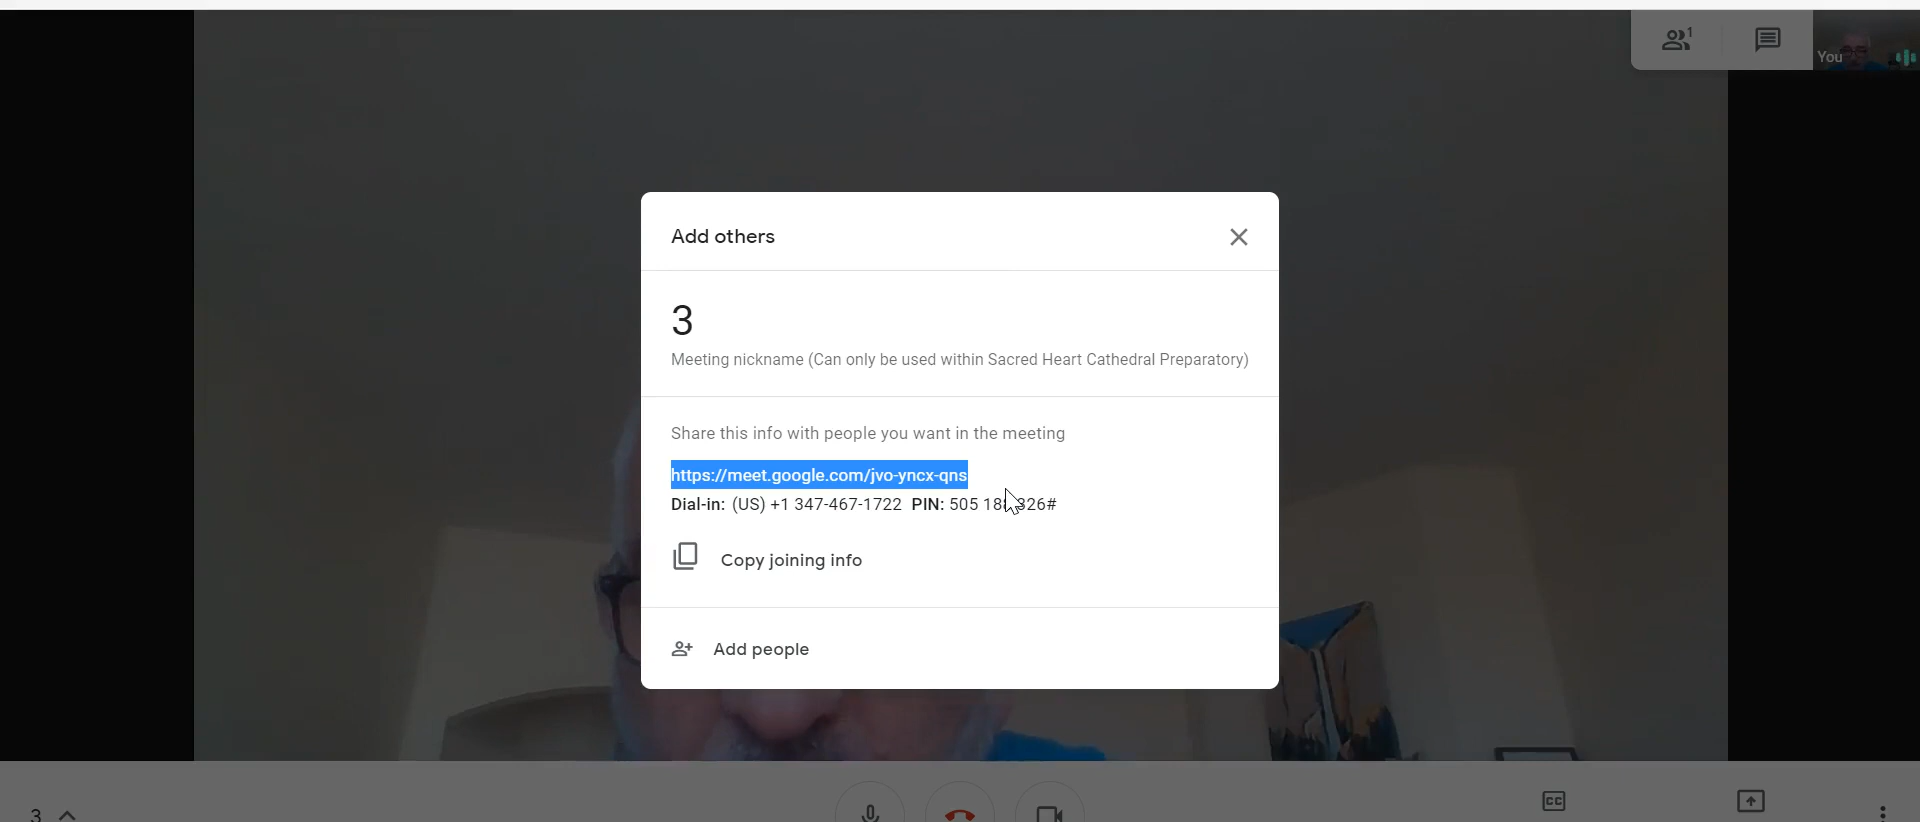 1
You
Add others
3
Meeting nickname (Can only be used within Sacred Heart Cathedral Preparatory)
Share this info with people you want in the meeting
https://meet.google.com/jvo-yncx-qns
Dial-in: (US) +1 347-467-1722 PIN: 505
Copy joining info
Add people
3
CC